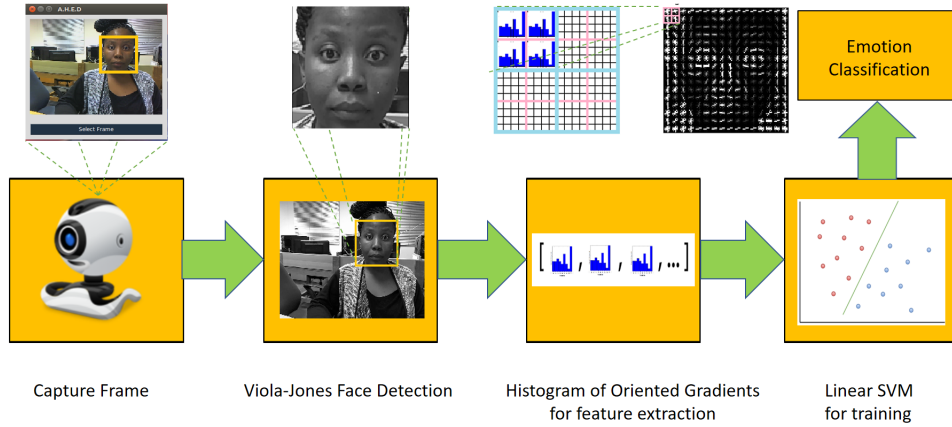 A.H.E.D
Select Frame
Emotion
Classification
[ , , ,... ]
Capture Frame
Viola-Jones Face Detection
Histogram of Oriented Gradients
for feature extraction
Linear SVM
for training